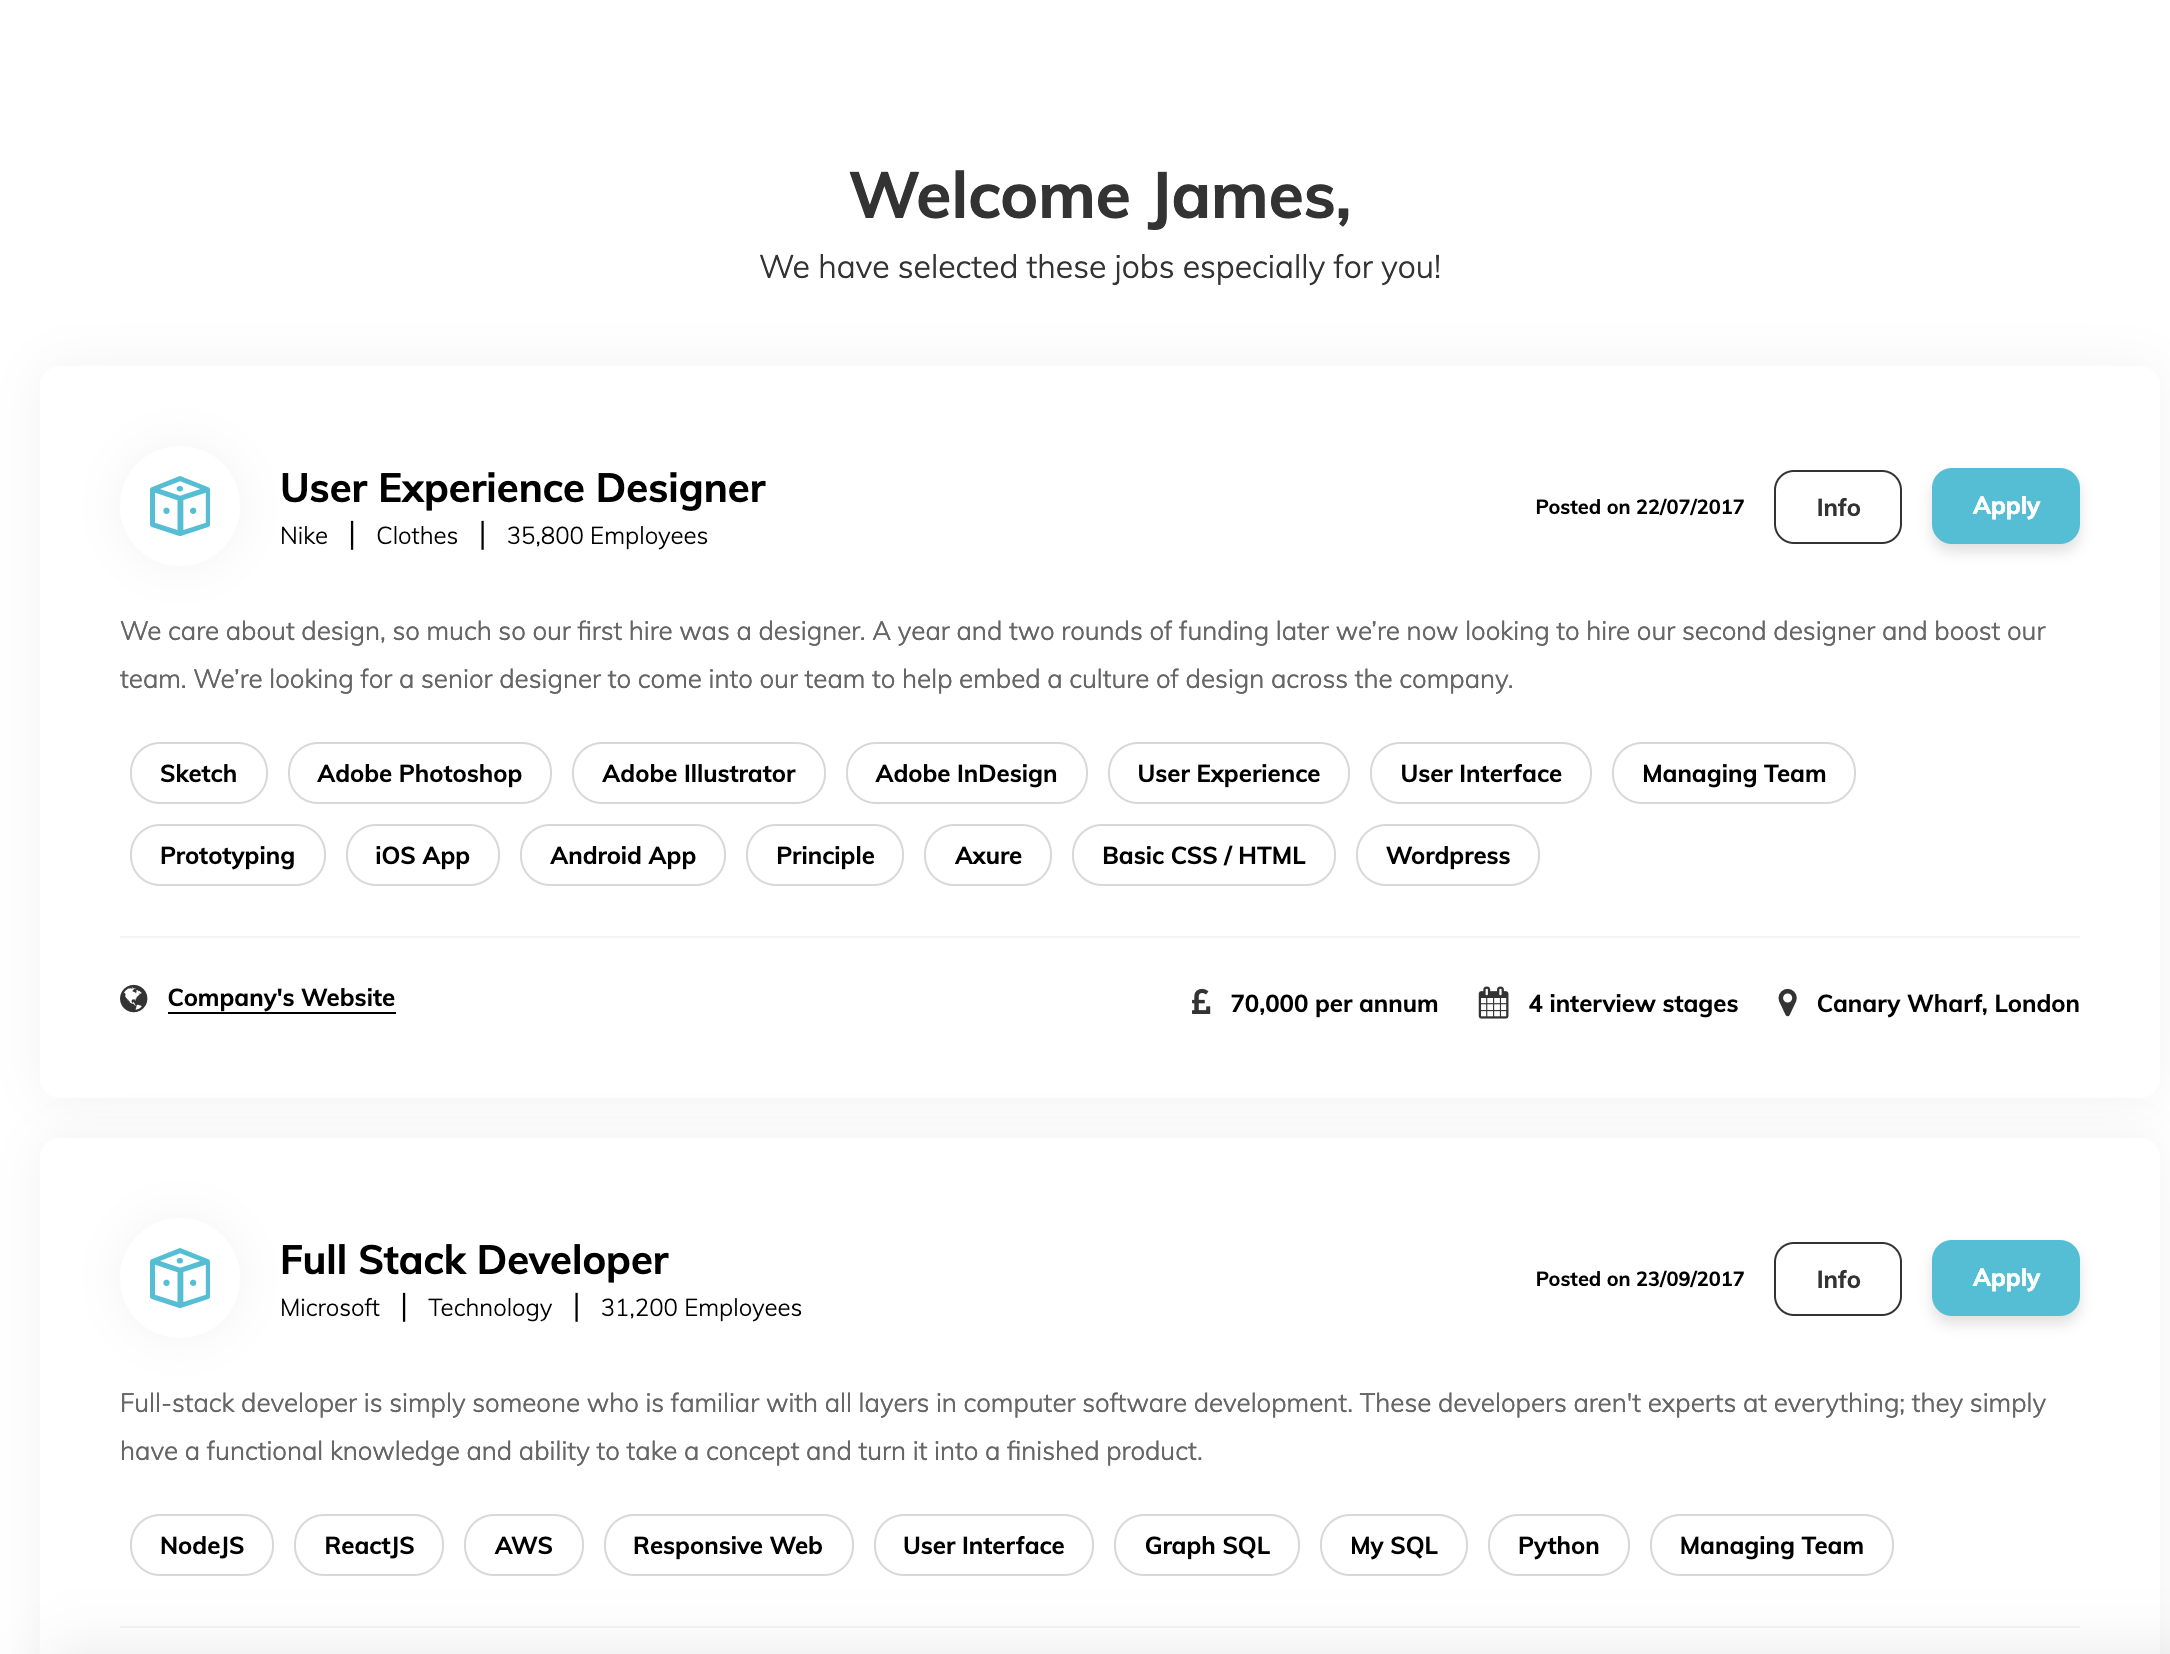 Welcome James,
We have selected these jobs especially for you!
User Experience Designer
Nike | Clothes | 35,800 Employees
Posted on 22/07/2017
Info
Apply
We care about design, so much so our first hire was a designer. A year and two rounds of funding later we're now looking to hire our second designer and boost our
team. We're looking for a senior designer to come into our team to help embed a culture of design across the company.
Sketch Adobe Photoshop Adobe Illustrator Adobe InDesign User Experience User Interface Managing Team
Prototyping iOS App Android App Principle Axure Basic CSS / HTML Wordpress
Company's Website £ 70,000 per annum 4 interview stages Canary Wharf, London
Full Stack Developer
Microsoft | Technology | 31,200 Employees
Posted on 23/09/2017
Info
Apply
Full-stack developer is simply someone who is familiar with all layers in computer software development. These developers aren't experts at everything; they simply
have a functional knowledge and ability to take a concept and turn it into a finished product.
NodeJS ReactJS AWS Responsive Web User Interface Graph SQL My SQL Python Managing Team